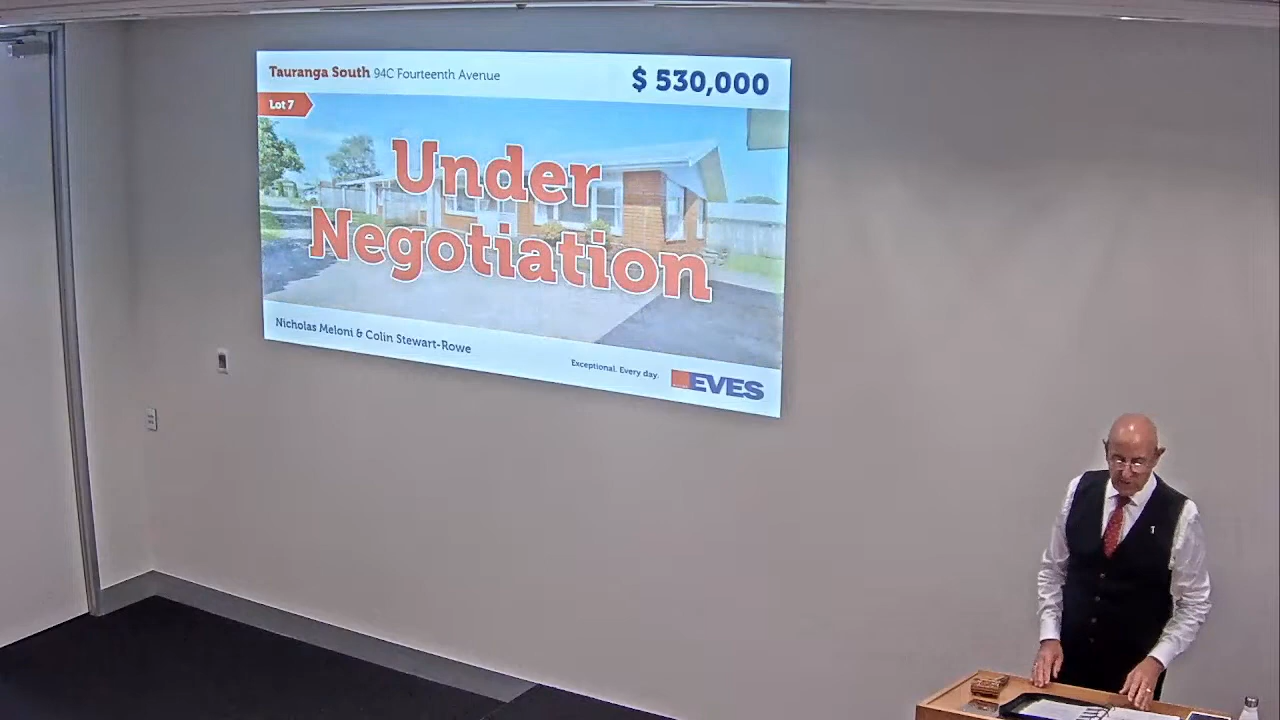 Tauranga South 94C Fourteenth Avenue
$ 530,000
Lot 7
Under
Negotiation
Nicholas Meloni & Colin Stewart-Rowe
Exceptional. Every day.
EVES